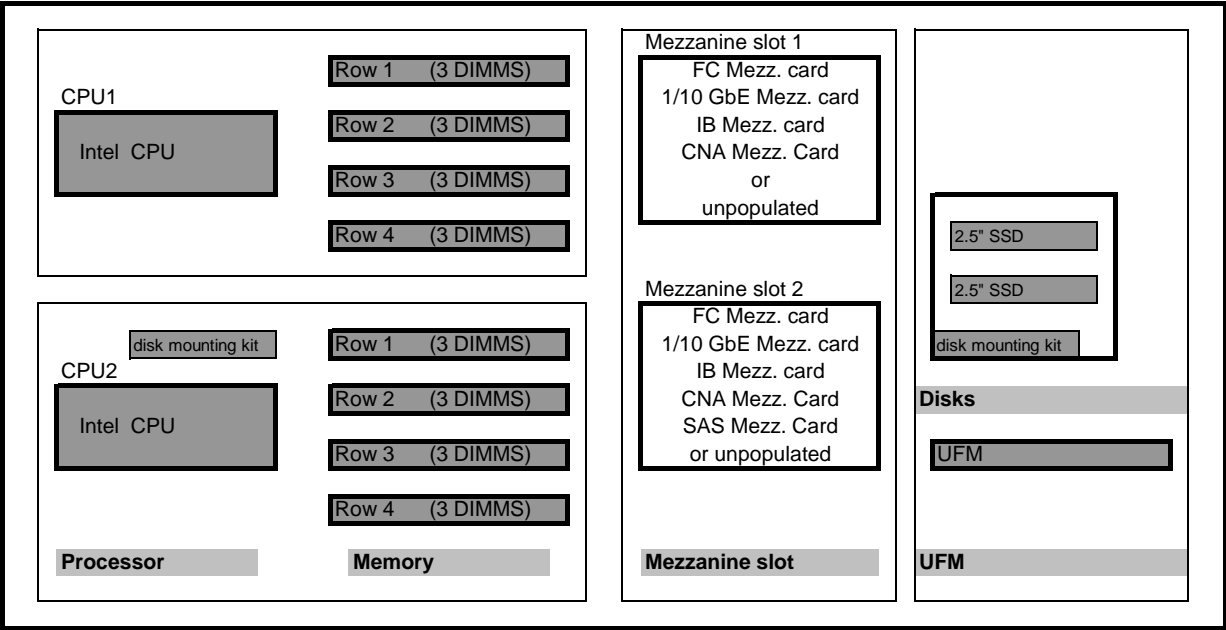 CPU1
Intel CPU
Row 1 (3 DIMMS)
Row 2 (3 DIMMS)
Row 3 (3 DIMMS)
Row 4 (3 DIMMS)
disk mounting kit
CPU2
Intel CPU
Row 1 (3 DIMMS)
Row 2 (3 DIMMS)
Row 3 (3 DIMMS)
Row 4 (3 DIMMS)
Processor
Memory
Mezzanine slot 1
FC Mezz. card
1/10 GbE Mezz. card
IB Mezz. card
CNA Mezz. Card
or
unpopulated
Mezzanine slot 2
FC Mezz. card
1/10 GbE Mezz. card
IB Mezz. card
CNA Mezz. Card
SAS Mezz. Card
or unpopulated
Mezzanine slot
2.5" SSD
2.5" SSD
disk mounting kit
Disks
UFM
UFM